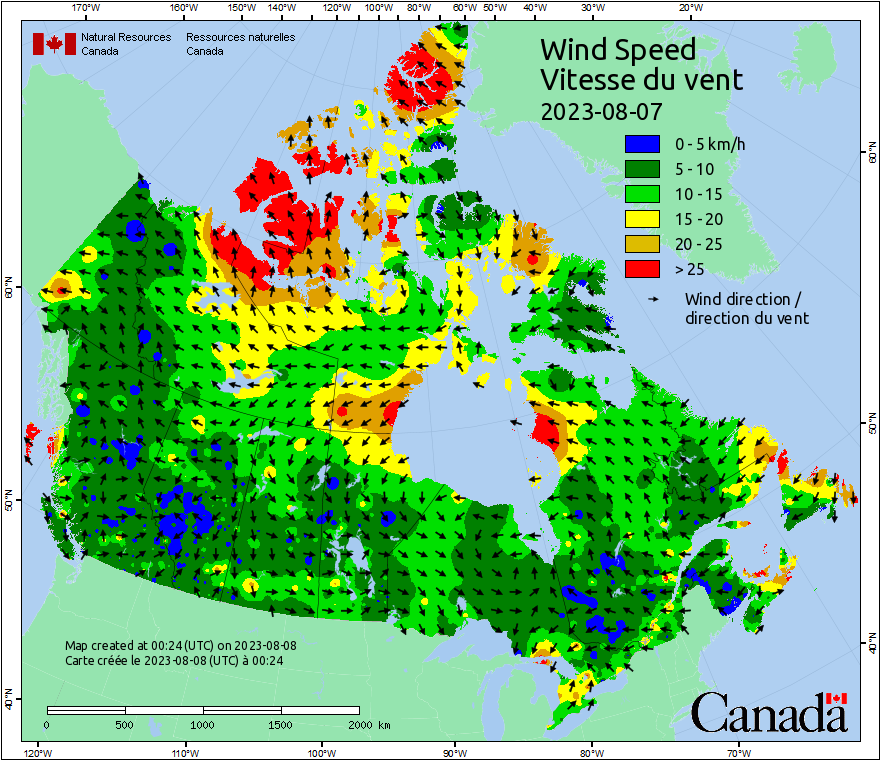 170°W 160°W 150°W 140°W 130°W 120°W 110°W 100°W 80°W 60°W 50°W 40°W 30°W 20°W
Natural Resources
Canada
Ressources naturelles
Canada
Wind Speed
Vitesse du vent
2023-08-07
0 - 5 km/h
5 - 10
10 - 15
15 - 20
20 - 25
> 25
Wind direction /
direction du vent
60°N
60°N
50°N
50°N
40°N
40°N
Map created at 00:24 (UTC) on 2023-08-08
Carte créée le 2023-08-08 (UTC) à 00:24
0 500 1000 1500 2000 km
Canada
120°W 110°W 100°W 90°W 80°W 70°W